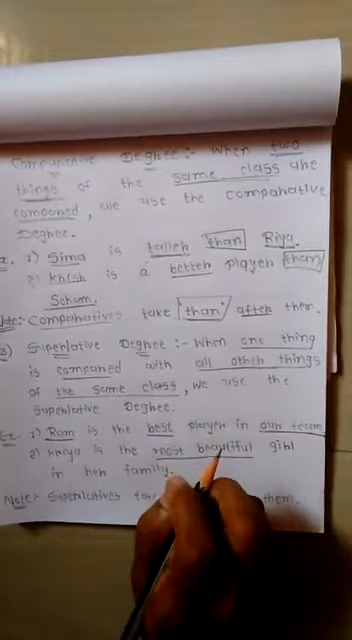 Comparative Degree :- When two
things of the same class are
compared, we use the comparative
Degree.
Ex. 1) Sima is taller than Riya.
2) Krish is a better player than
Soham.
Note:- Comparatives take 'than' after them.
3) Superlative Degree :- When one thing
is compared with all other things
of the same class, we use the
superlative Degree.
Ex:- 1) Ram is the best player in our team.
2) is the most beautiful girl
in her family.
Note:- Superlatives them.